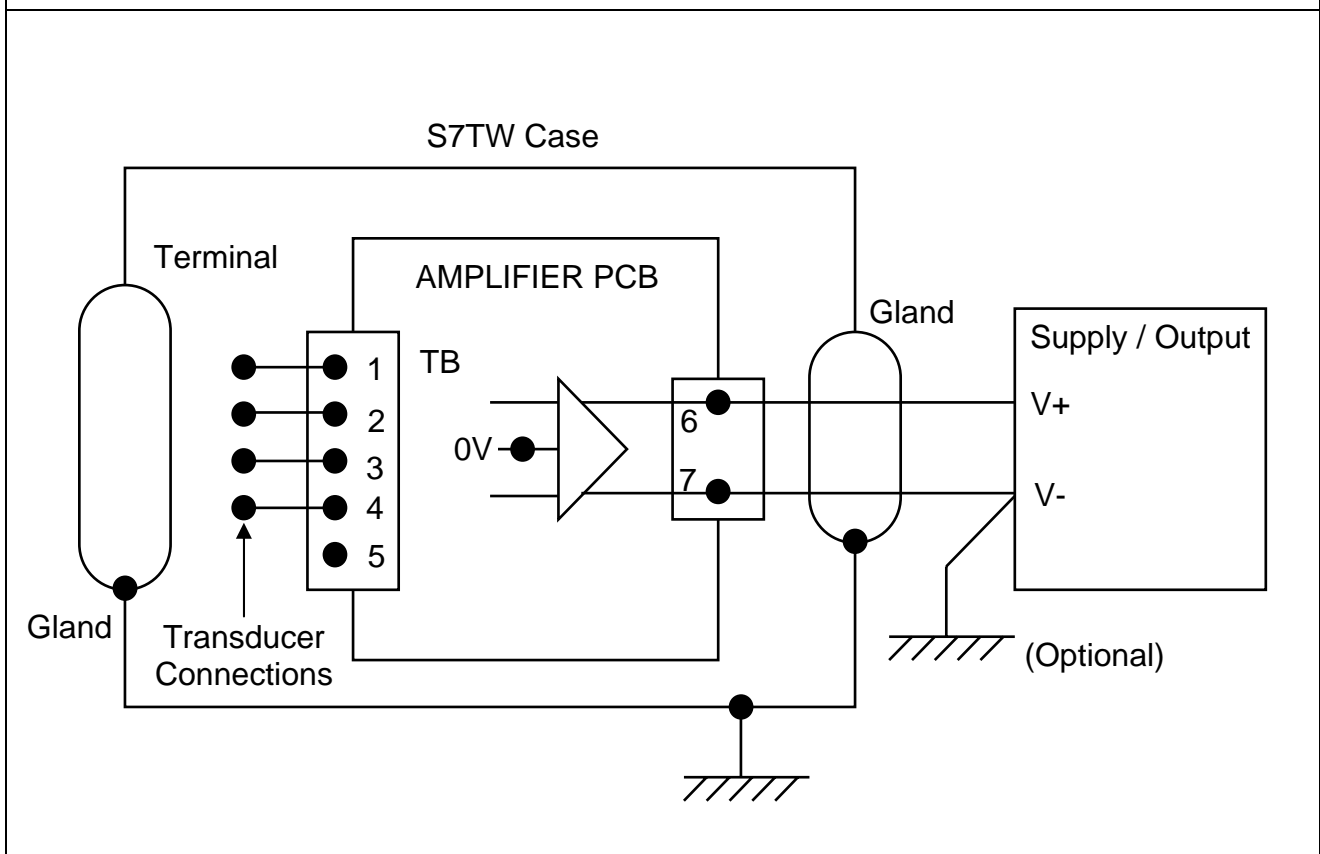 S7TW Case
Terminal
AMPLIFIER PCB
Gland
Supply / Output
TB
1
2
3
4
5
0V
6
7
V+
V-
Gland
Transducer
Connections
(Optional)